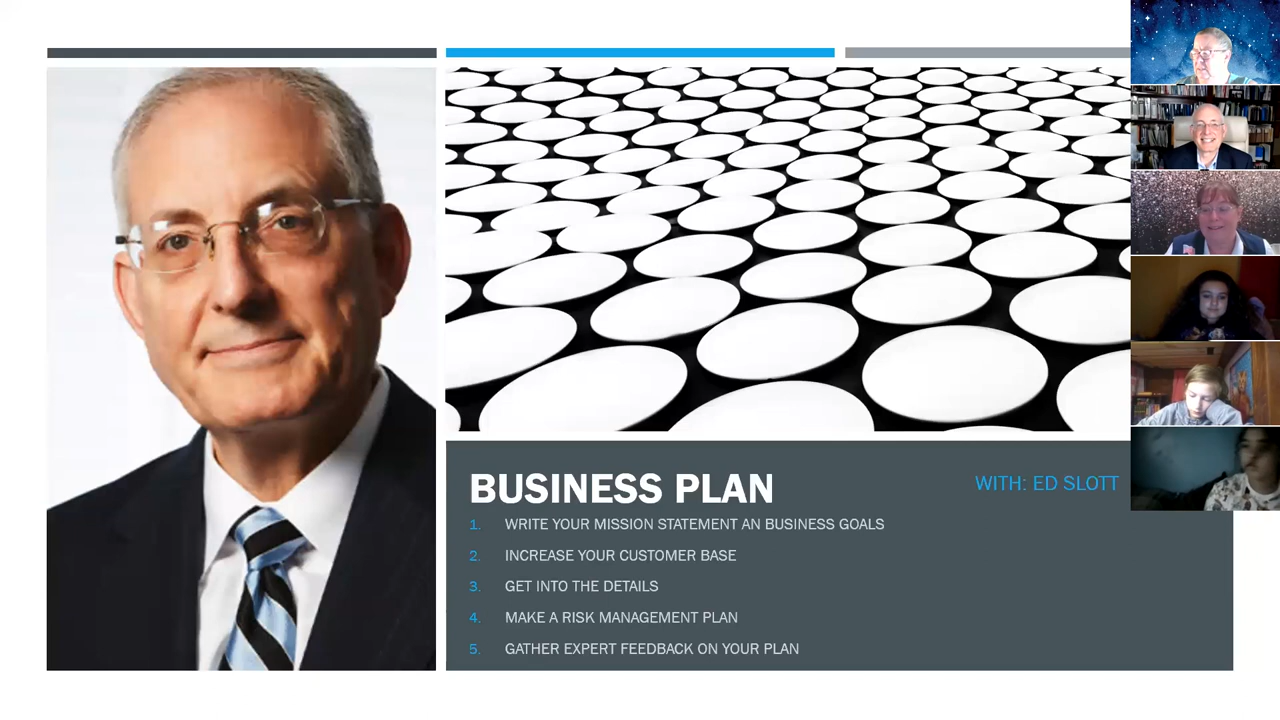 BUSINESS PLAN
WITH: ED SLOTT
1. WRITE YOUR MISSION STATEMENT AN BUSINESS GOALS
2. INCREASE YOUR CUSTOMER BASE
3. GET INTO THE DETAILS
4. MAKE A RISK MANAGEMENT PLAN
5. GATHER EXPERT FEEDBACK ON YOUR PLAN